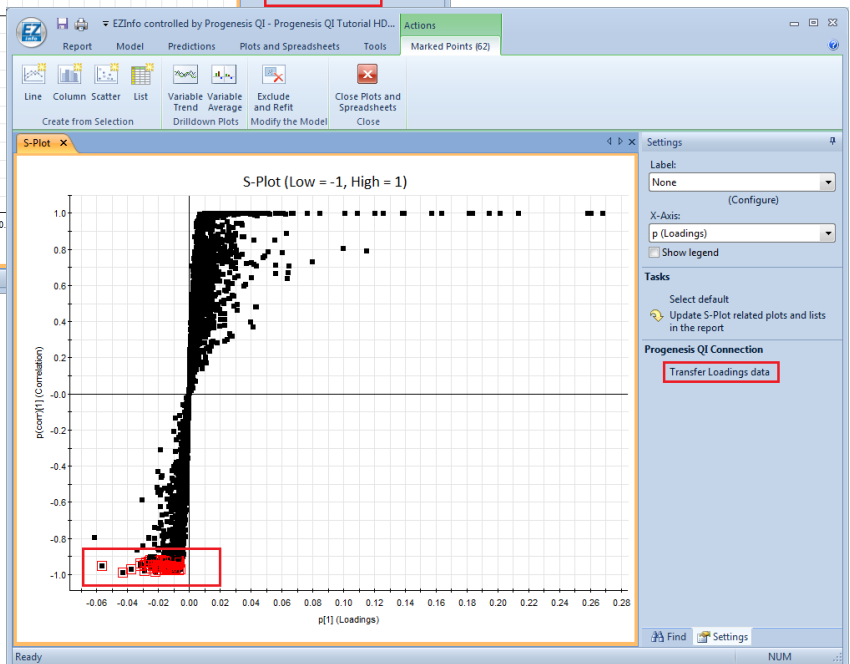 EZ
info
EZInfo controlled by Progenesis QI - Progenesis QI Tutorial HD...
Actions
Report Model Predictions Plots and Spreadsheets Tools Marked Points (62)
Line Column Scatter List
Variable Trend
Variable Average
Exclude and Refit
Close Plots and Spreadsheets
Create from Selection Drilldown Plots Modify the Model Close
S-Plot
Settings
Label:
None
(Configure)
X-Axis:
p (Loadings)
Show legend
Tasks
Select default
Update S-Plot related plots and lists
in the report
Progenesis QI Connection
Transfer Loadings data
S-Plot (Low = -1, High = 1)
p(corr)[1] (Correlation)
1.0
0.8
0.6
0.4
0.2
-0.0
-0.2
-0.4
-0.6
-0.8
-1.0
-0.06 -0.04 -0.02 0.00 0.02 0.04 0.06 0.08 0.10 0.12 0.14 0.16 0.18 0.20 0.22 0.24 0.26 0.28
p[1] (Loadings)
Find Settings
Ready NUM